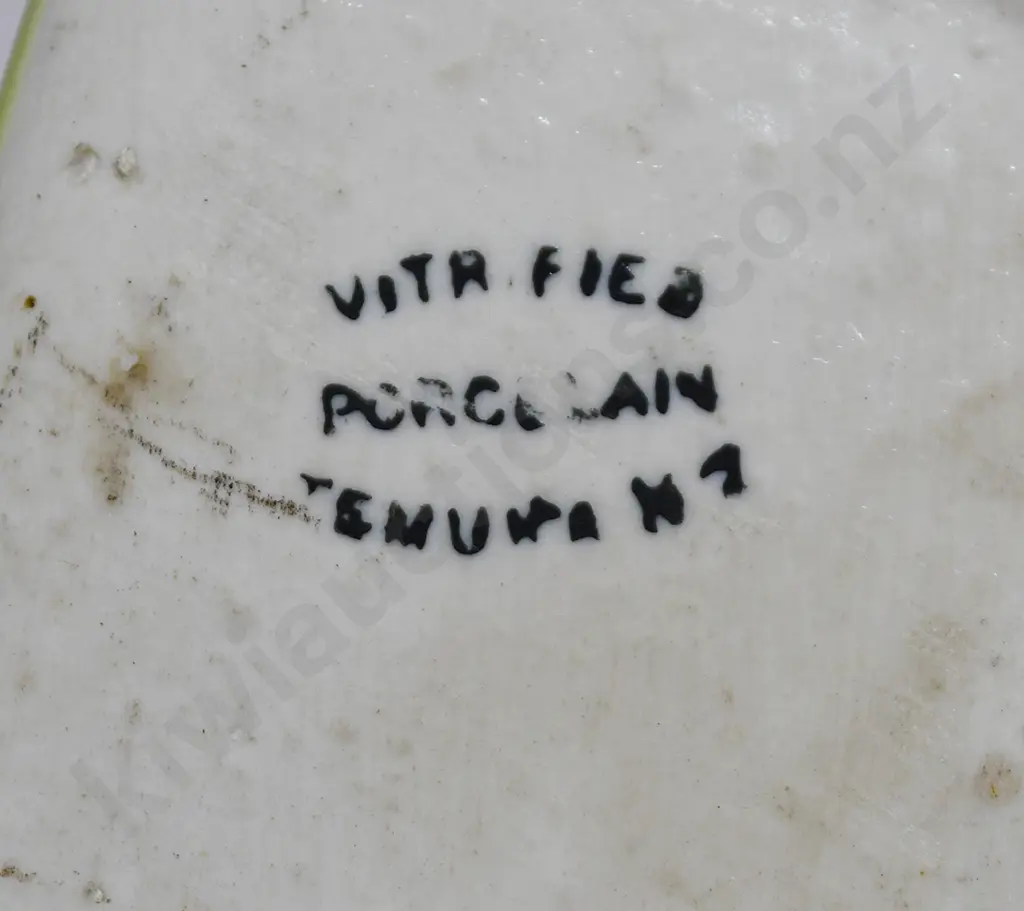 VITRIFIED
PORCELAIN
TEMUKA NZ
kiwiauctions.co.nz